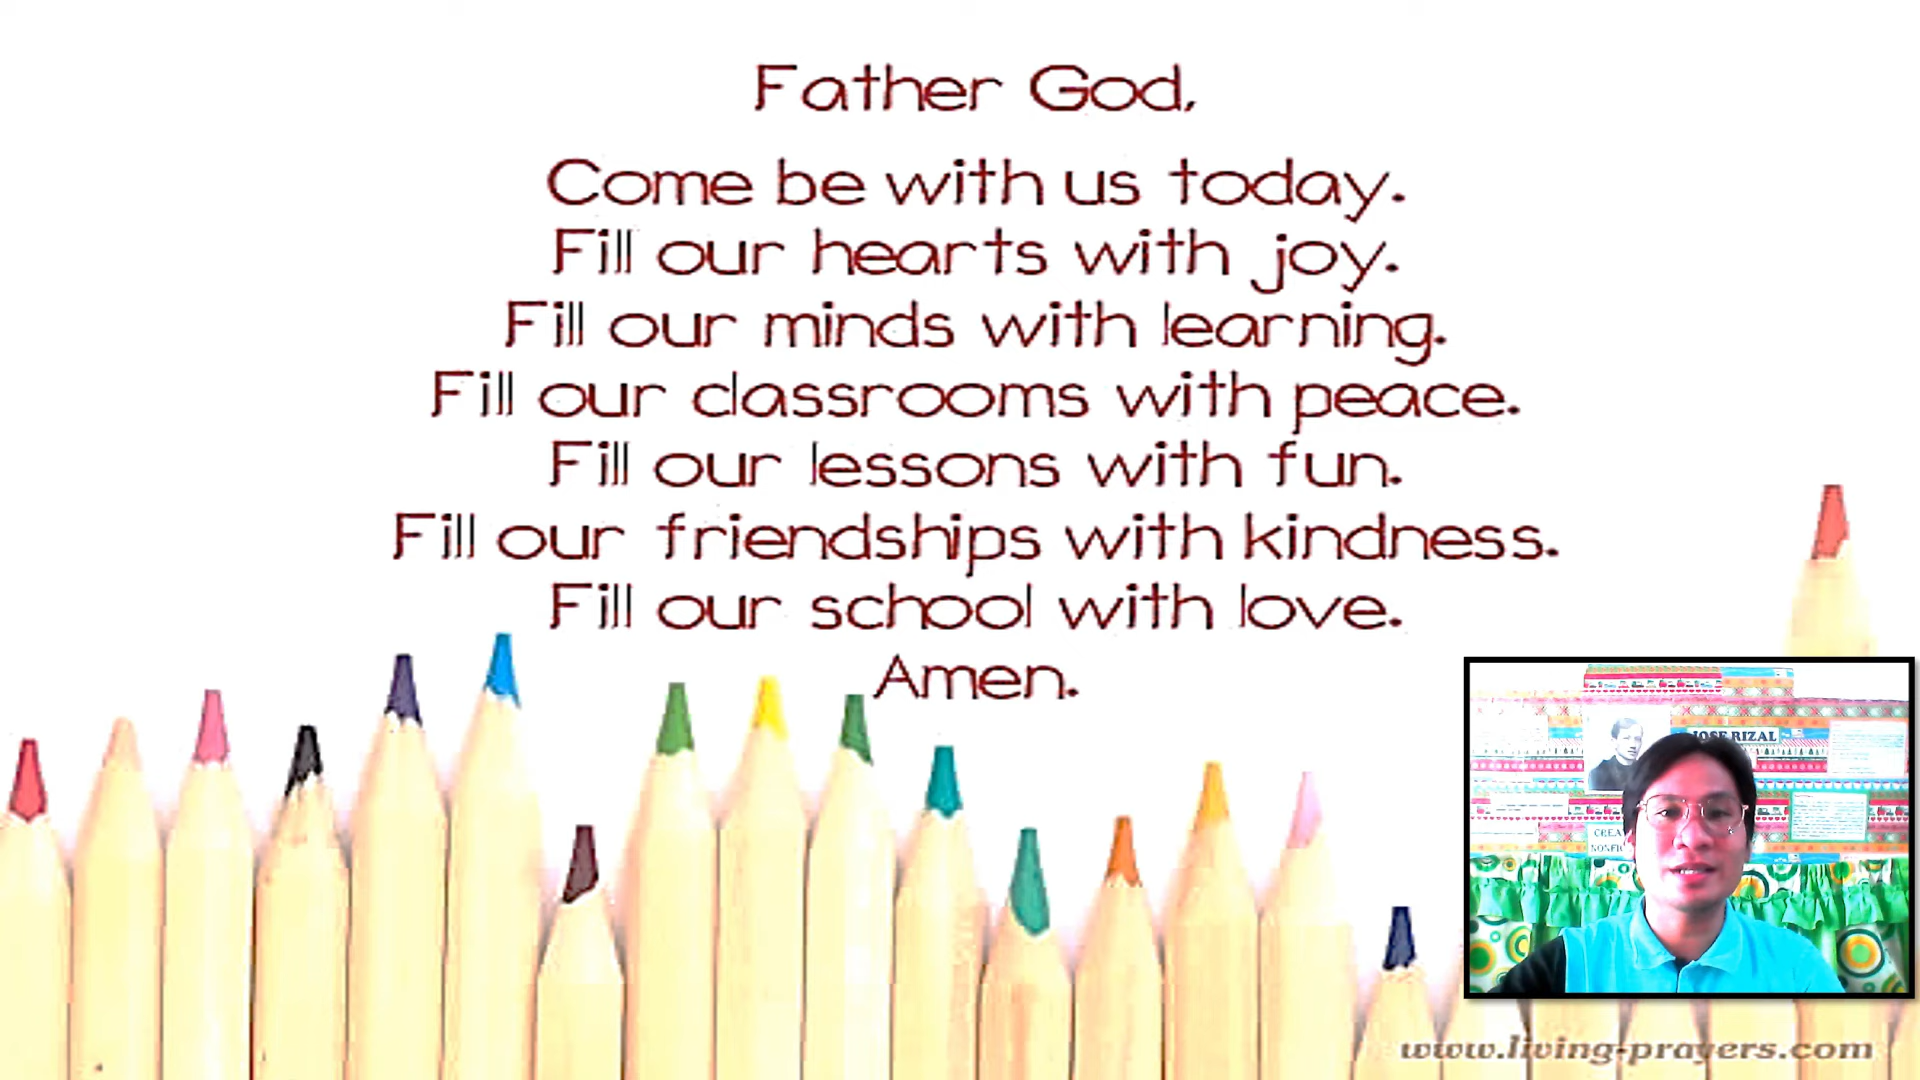 Father God,
Come be with us today.
Fill our hearts with joy.
Fill our minds with learning.
Fill our classrooms with peace.
Fill our lessons with fun.
Fill our friendships with kindness.
Fill our school with love.
Amen.
JOSE RIZAL
www.living-prayers.com